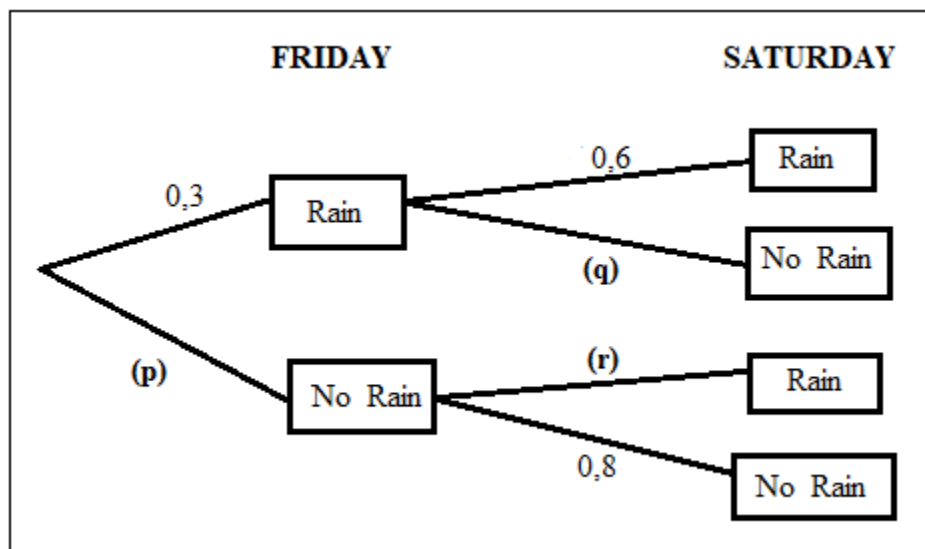 FRIDAY SATURDAY
0,6 Rain
0,3 Rain
(q) No Rain
(p) No Rain (r) Rain
0,8 No Rain